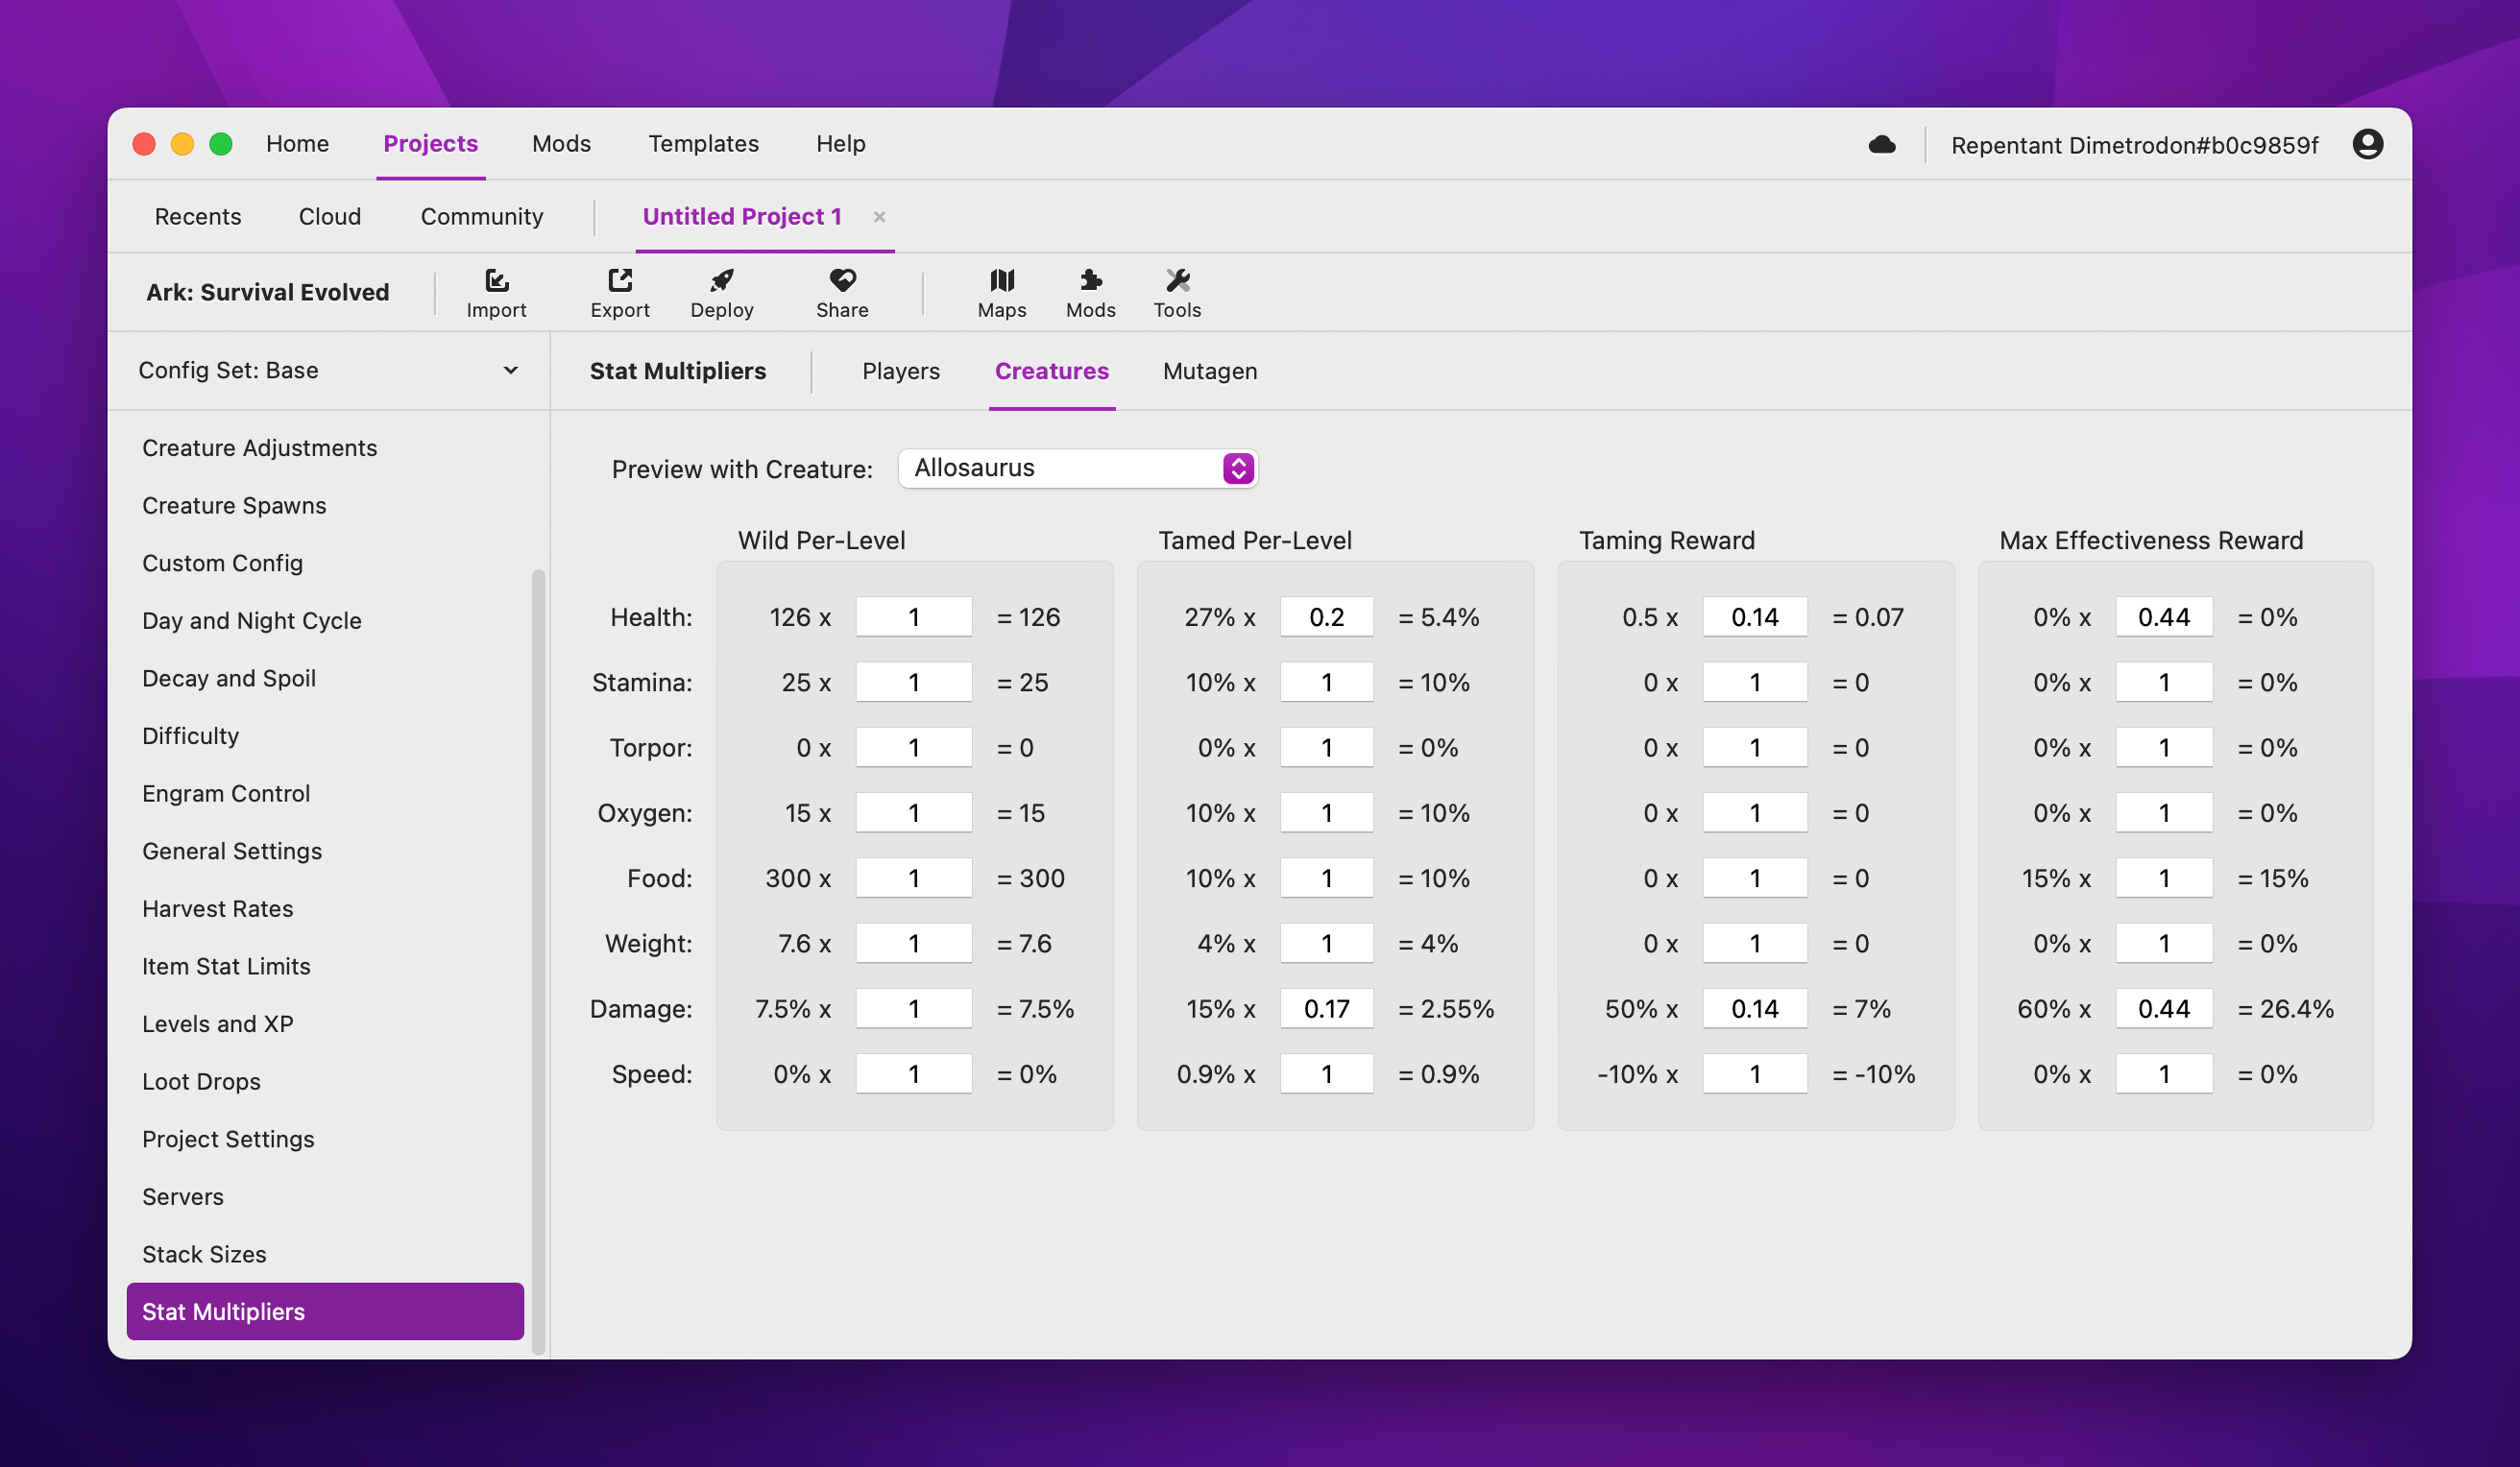 Home Projects Mods Templates Help Repentant Dimetrodon#b0c9859f
Recents Cloud Community Untitled Project 1 ×
Ark: Survival Evolved Import Export Deploy Share Maps Mods Tools
Config Set: Base
Stat Multipliers Players Creatures Mutagen
Creature Adjustments
Creature Spawns
Custom Config
Day and Night Cycle
Decay and Spoil
Difficulty
Engram Control
General Settings
Harvest Rates
Item Stat Limits
Levels and XP
Loot Drops
Project Settings
Servers
Stack Sizes
Stat Multipliers
Preview with Creature: Allosaurus
Wild Per-Level Tamed Per-Level Taming Reward Max Effectiveness Reward
Health: 126 x 1 = 126 27% x 0.2 = 5.4% 0.5 x 0.14 = 0.07 0% x 0.44 = 0%
Stamina: 25 x 1 = 25 10% x 1 = 10% 0 x 1 = 0 0% x 1 = 0%
Torpor: 0 x 1 = 0 0% x 1 = 0% 0 x 1 = 0 0% x 1 = 0%
Oxygen: 15 x 1 = 15 10% x 1 = 10% 0 x 1 = 0 0% x 1 = 0%
Food: 300 x 1 = 300 10% x 1 = 10% 0 x 1 = 0 15% x 1 = 15%
Weight: 7.6 x 1 = 7.6 4% x 1 = 4% 0 x 1 = 0 0% x 1 = 0%
Damage: 7.5% x 1 = 7.5% 15% x 0.17 = 2.55% 50% x 0.14 = 7% 60% x 0.44 = 26.4%
Speed: 0% x 1 = 0% 0.9% x 1 = 0.9% -10% x 1 = -10% 0% x 1 = 0%